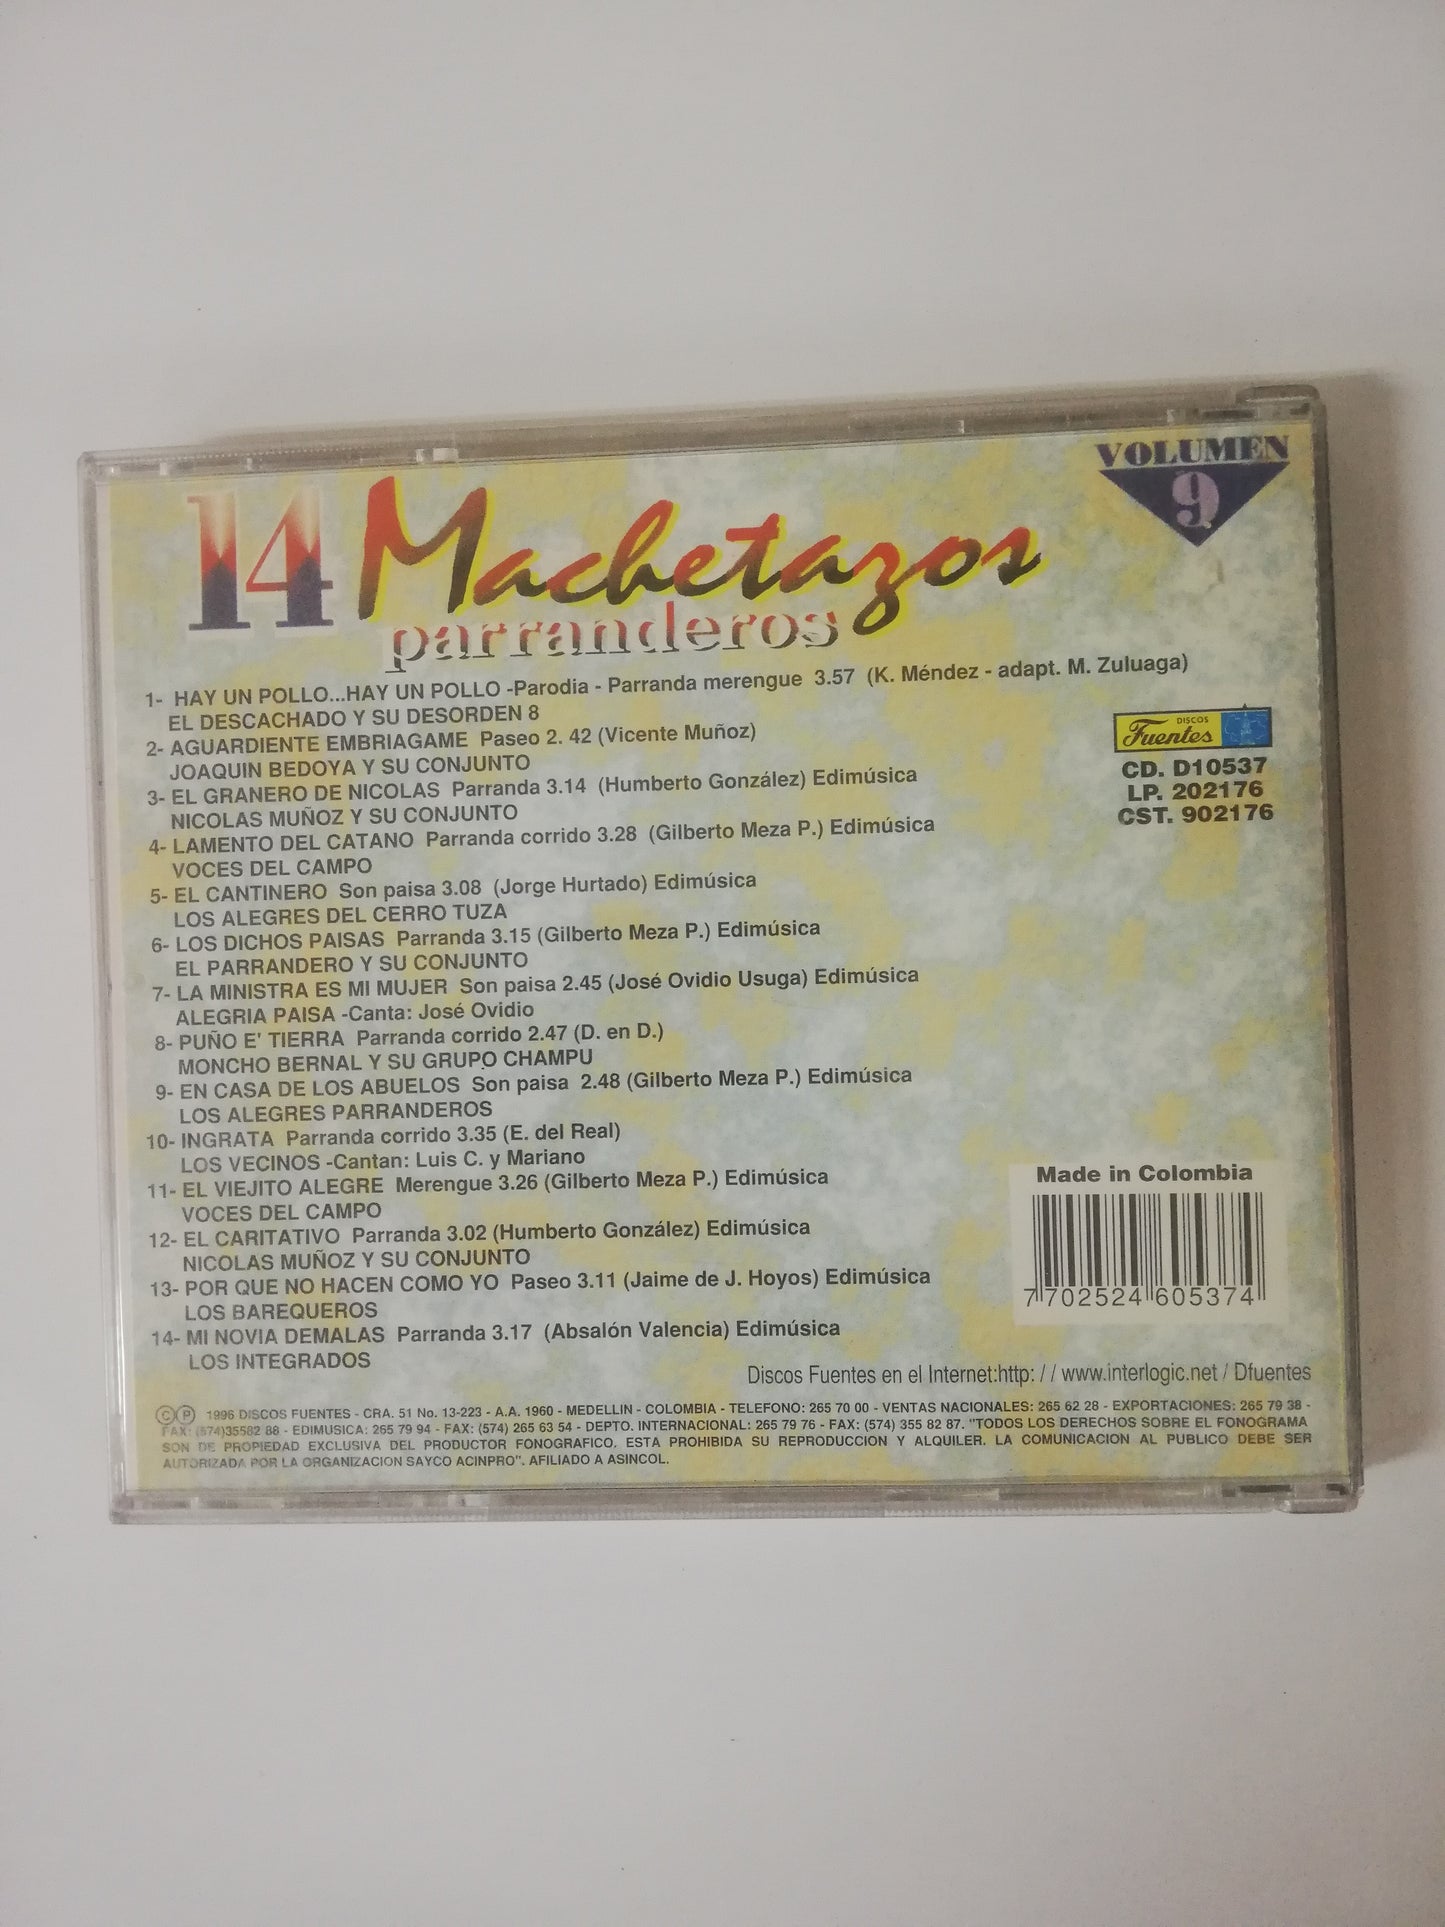 VOLUMEN
9
14 Machetazos
parranderos
1- HAY UN POLLO...HAY UN POLLO -Parodia - Parranda merengue 3.57 (K. Méndez - adapt. M. Zuluaga)
EL DESCACHADO Y SU DESORDEN 8
2- AGUARDIENTE EMBRIAGAME Paseo 2. 42 (Vicente Muñoz)
JOAQUIN BEDOYA Y SU CONJUNTO
3- EL GRANERO DE NICOLAS Parranda 3.14 (Humberto González) Edimúsica
NICOLAS MUÑOZ Y SU CONJUNTO
4- LAMENTO DEL CATANO Parranda corrido 3.28 (Gilberto Meza P.) Edimúsica
VOCES DEL CAMPO
5- EL CANTINERO Son paisa 3.08 (Jorge Hurtado) Edimúsica
LOS ALEGRES DEL CERRO TUZA
6- LOS DICHOS PAISAS Parranda 3.15 (Gilberto Meza P.) Edimúsica
EL PARRANDERO Y SU CONJUNTO
7- LA MINISTRA ES MI MUJER Son paisa 2.45 (José Ovidio Usuga) Edimúsica
ALEGRIA PAISA -Canta: José Ovidio
8- PUÑO E' TIERRA Parranda corrido 2.47 (D. en D.)
MONCHO BERNAL Y SU GRUPO CHAMPU
9- EN CASA DE LOS ABUELOS Son paisa 2.48 (Gilberto Meza P.) Edimúsica
LOS ALEGRES PARRANDEROS
10- INGRATA Parranda corrido 3.35 (E. del Real)
LOS VECINOS -Cantan: Luis C. y Mariano
11- EL VIEJITO ALEGRE Merengue 3.26 (Gilberto Meza P.) Edimúsica
VOCES DEL CAMPO
12- EL CARITATIVO Parranda 3.02 (Humberto González) Edimúsica
NICOLAS MUÑOZ Y SU CONJUNTO
13- POR QUE NO HACEN COMO YO Paseo 3.11 (Jaime de J. Hoyos) Edimúsica
LOS BAREQUEROS
14- MI NOVIA DEMALAS Parranda 3.17 (Absalón Valencia) Edimúsica
LOS INTEGRADOS
DISCOS
Fuentes
CD. D10537
LP. 202176
CST. 902176
Made in Colombia
7 702524 605374
Discos Fuentes en el Internet:http: / / www.interlogic.net / Dfuentes
©℗ 1996 DISCOS FUENTES - CRA. 51 No. 13-223 - A.A. 1960 - MEDELLIN - COLOMBIA - TELEFONO: 265 70 00 - VENTAS NACIONALES: 265 62 28 - EXPORTACIONES: 265 79 38 -
FAX: (574)35582 88 - EDIMUSICA: 265 79 94 - FAX: (574) 265 63 54 - DEPTO. INTERNACIONAL: 265 79 76 - FAX: (574) 355 82 87. "TODOS LOS DERECHOS SOBRE EL FONOGRAMA
SON DE PROPIEDAD EXCLUSIVA DEL PRODUCTOR FONOGRAFICO. ESTA PROHIBIDA SU REPRODUCCION Y ALQUILER. LA COMUNICACION AL PUBLICO DEBE SER
AUTORIZADA POR LA ORGANIZACION SAYCO ACINPRO". AFILIADO A ASINCOL.